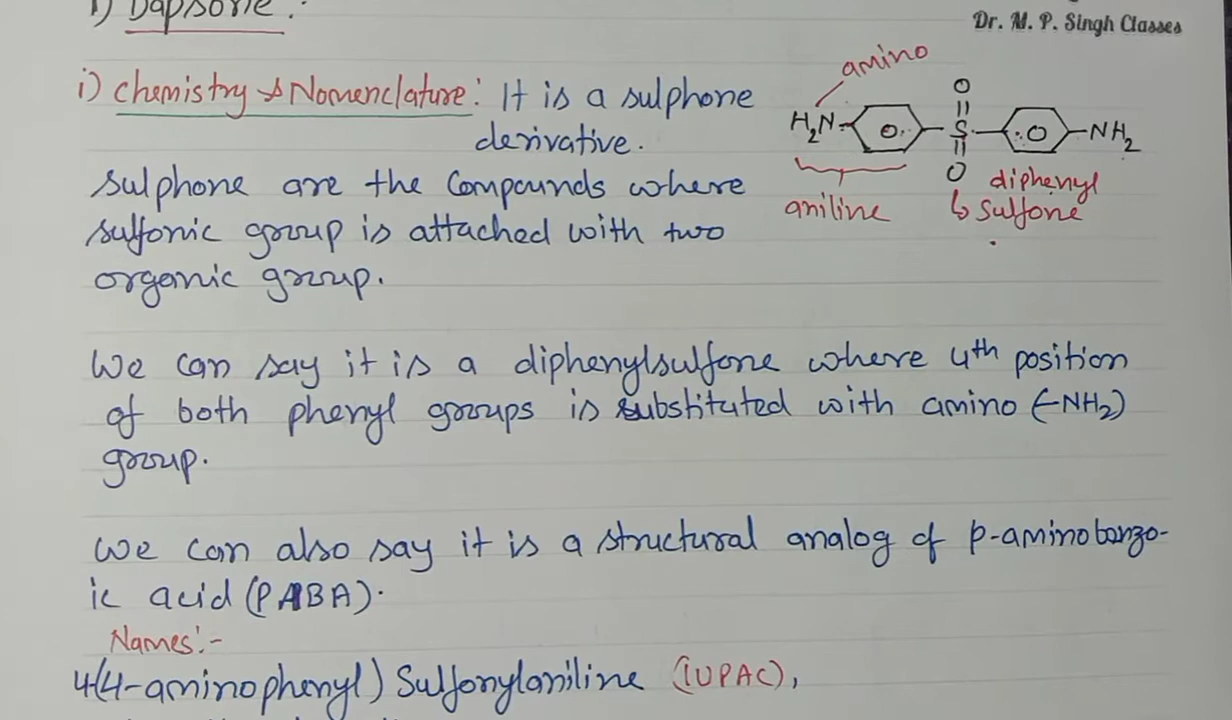 1) Dapsone :
Dr. M. P. Singh Classes
i) Chemistry & Nomenclature : It is a sulphone
derivative.
Sulphone are the Compounds where
sulfonic group is attached with two
organic group.
amino
O
H₂N S NH₂
O
aniline
diphenyl
↳ Sulfone
We can say it is a diphenylsulfone where 4th position
of both phenyl groups is substituted with amino (-NH₂)
group.
We can also say it is a structural analog of p-aminobanzo-
ic acid (PABA).
Names :-
4(4-aminophenyl) Sulfonylaniline (IUPAC),